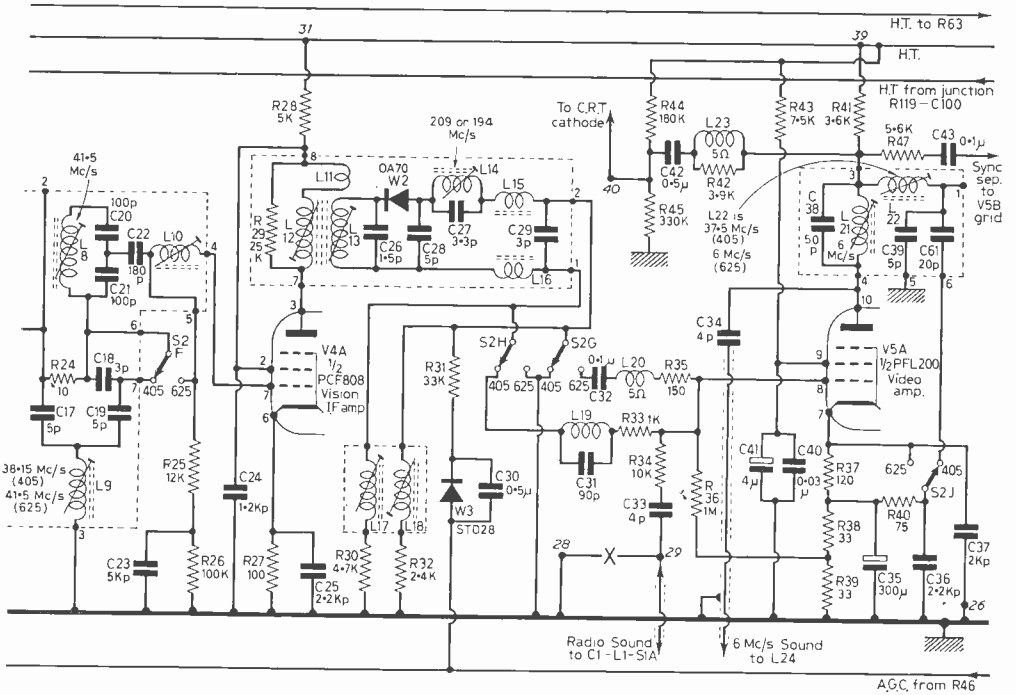 H.T. to R63
31
39
H.T.
H.T from junction
R119-C100
To C.R.T.
cathode
R44
180K
R43
7·5K
R41
3·6K
R28
5K
209 or 194
Mc/s
L23
5Ω
5·6K
R47
C43
0·1μ
41·5
Mc/s
8
OA70
W2
L14
C42
0·5μ
R42
3·9K
Sync
sep.
to
V5B
grid
2
100p
C20
L11
L15
2
40
3
L22 is
37·5 Mc/s
(405)
6 Mc/s
(625)
C
38
50
p
L
21
6
Mc/s
L
22
1
L
8
C22
180
p
L10
4
R
29
25
K
L
12
L
13
C26
1·5p
C28
5p
C27
3·3p
C29
3p
R45
330K
C39
5p
C61
20p
C21
100p
7
L16
1
5
6
4
5
6
3
10
S2
F
C34
4p
R24
10
C18
3p
7
405
625
2
7
V4A
1/2
PCF808
Vision
IFamp
R31
33K
S2H
S2G
405
405
625
0·1μ
C32
L20
5Ω
R35
150
9
8
V5A
1/2PFL200
Video
amp.
C17
5p
C19
5p
6
7
L19
R33 1K
38·15 Mc/s
(405)
41·5 Mc/s
(625)
L9
R25
12K
C24
1·2Kp
C30
0·5μ
C31
90p
R34
10K
R
36
1M
C41
4μ
C40
0·03
μ
R37
120
625
405
S2J
3
L17
L18
W3
ST028
C33
4p
R38
33
R40
75
C23
5Kp
R26
100K
R27
100
C25
2·2Kp
R30
4·7K
R32
2·4K
28
X
29
R39
33
C35
300μ
C36
2·2Kp
C37
2Kp
26
Radio Sound
to C1-L1-S1A
6 Mc/s Sound
to L24
A.G.C. from R46